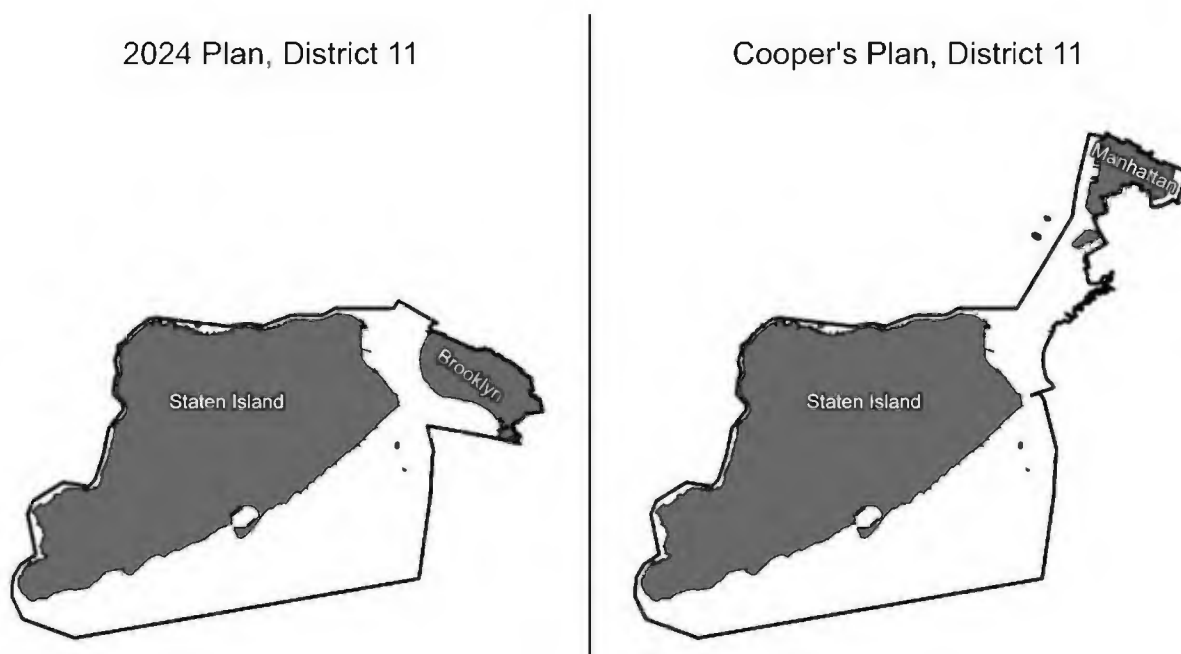 2024 Plan, District 11
Cooper's Plan, District 11
Manhattan
Brooklyn
Staten Island
Staten Island